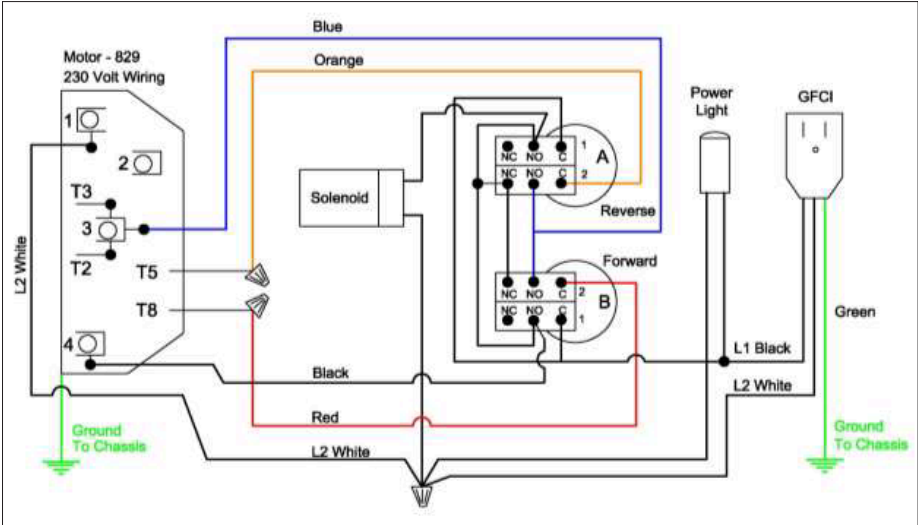 Blue
Motor - 829
230 Volt Wiring
Orange
Power
Light
GFCI
1
2
T3
3
T2
T5
T8
4
L2 White
Solenoid
NC NO C 1
NC NO C 2
A
Reverse
Forward
NC NO C 2
NC NO C 1
B
Green
L1 Black
L2 White
Black
Red
L2 White
Ground
To Chassis
Ground
To Chassis